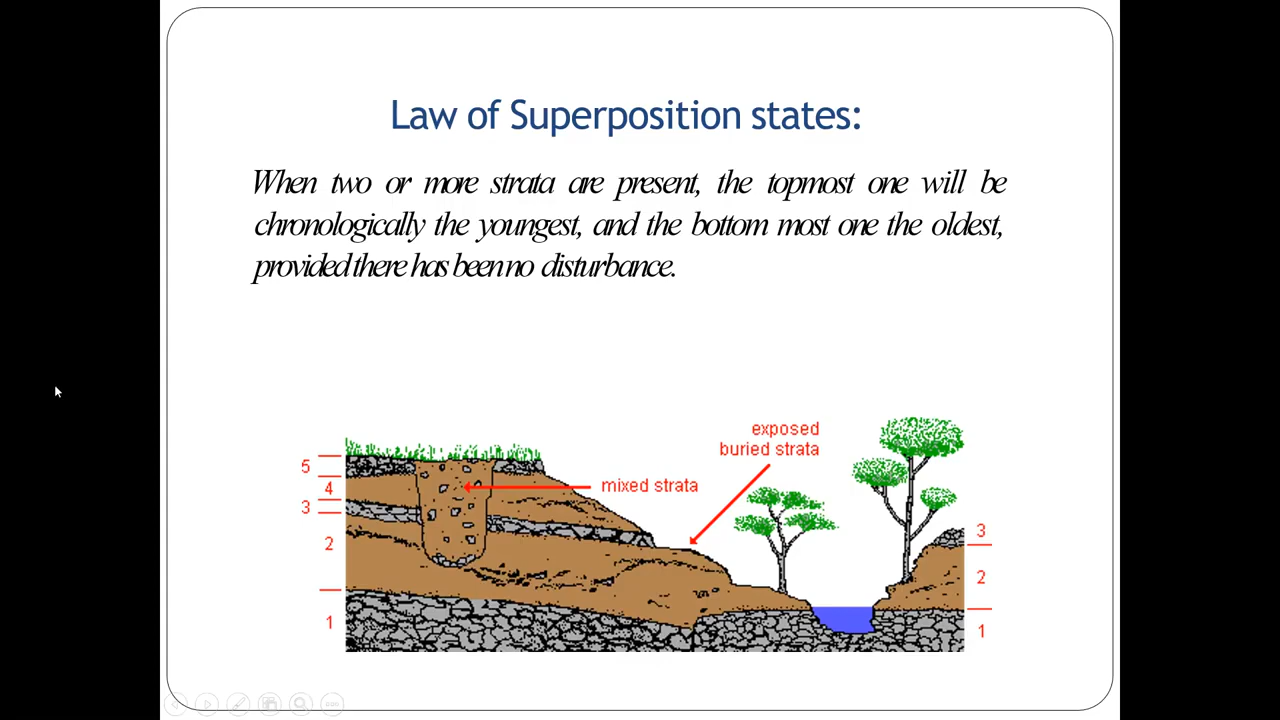 Law of Superposition states:
When two or more strata are present, the topmost one will be
chronologically the youngest, and the bottom most one the oldest,
provided there has been no disturbance.
exposed
buried strata
mixed strata
5
4
3
2
1
3
2
1